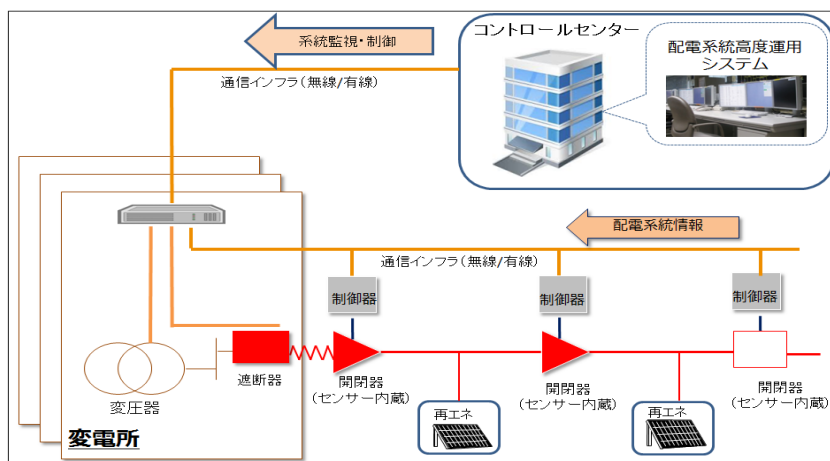 系統監視・制御
コントロールセンター
配電系統高度運用
システム
通信インフラ(無線/有線)
配電系統情報
通信インフラ(無線/有線)
制御器
制御器
制御器
遮断器
変圧器
開閉器
(センサー内蔵)
開閉器
(センサー内蔵)
開閉器
(センサー内蔵)
再エネ
再エネ
変電所